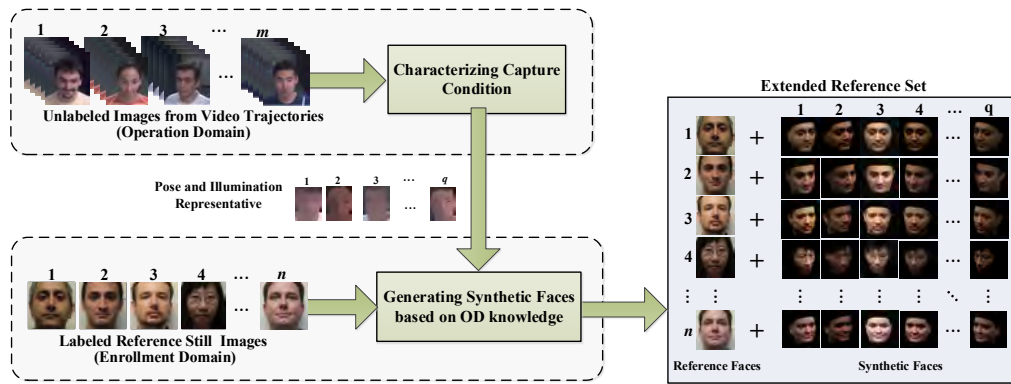 1 2 3 ... m
Characterizing Capture
Condition
Unlabeled Images from Video Trajectories
(Operation Domain)
Pose and Illumination
Representative
1 2 3 ... q
...
1 2 3 4 ... n
...
Generating Synthetic Faces
based on OD knowledge
Labeled Reference Still Images
(Enrollment Domain)
Extended Reference Set
1 2 3 4 ... q
1 + ...
2 + ...
3 + ...
4 + ...
n + ...
Reference Faces Synthetic Faces